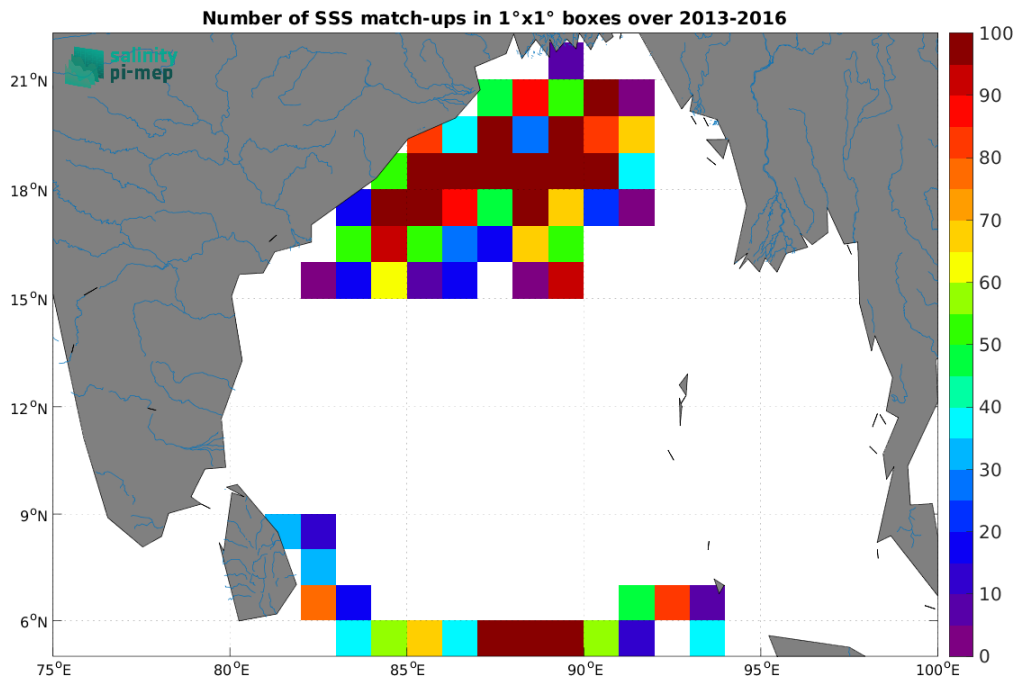 Number of SSS match-ups in 1°x1° boxes over 2013-2016
salinity
pi-mep
21°N
18°N
15°N
12°N
9°N
6°N
75°E 80°E 85°E 90°E 95°E 100°E
100
90
80
70
60
50
40
30
20
10
0